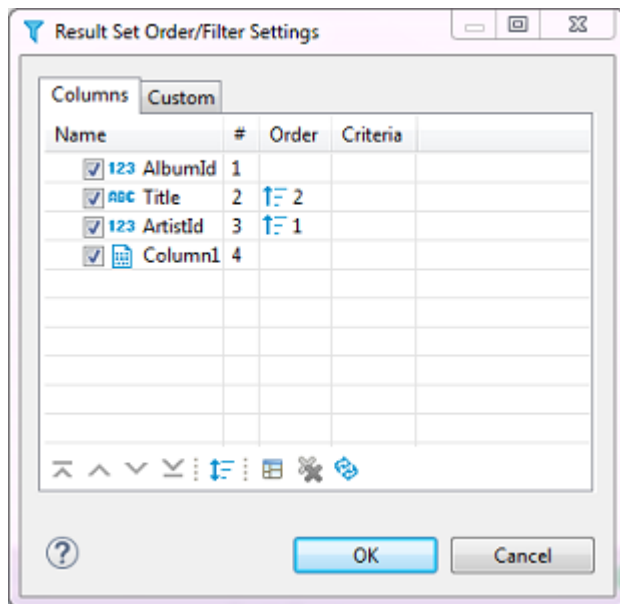 Result Set Order/Filter Settings
Columns Custom
Name # Order Criteria
123 AlbumId 1
ABC Title 2 2
123 ArtistId 3 1
Column1 4
?
OK Cancel